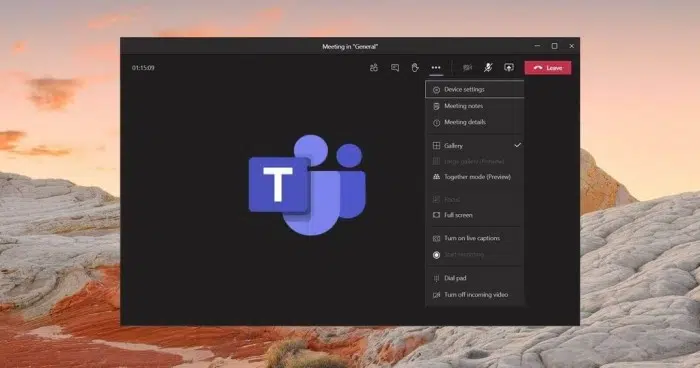 Meeting in "General"
01:15:09
Leave
Device settings
Meeting notes
Meeting details
Gallery
Large gallery (Preview)
Together mode (Preview)
Focus
Full screen
Turn on live captions
Start recording
Dial pad
Turn off incoming video
T